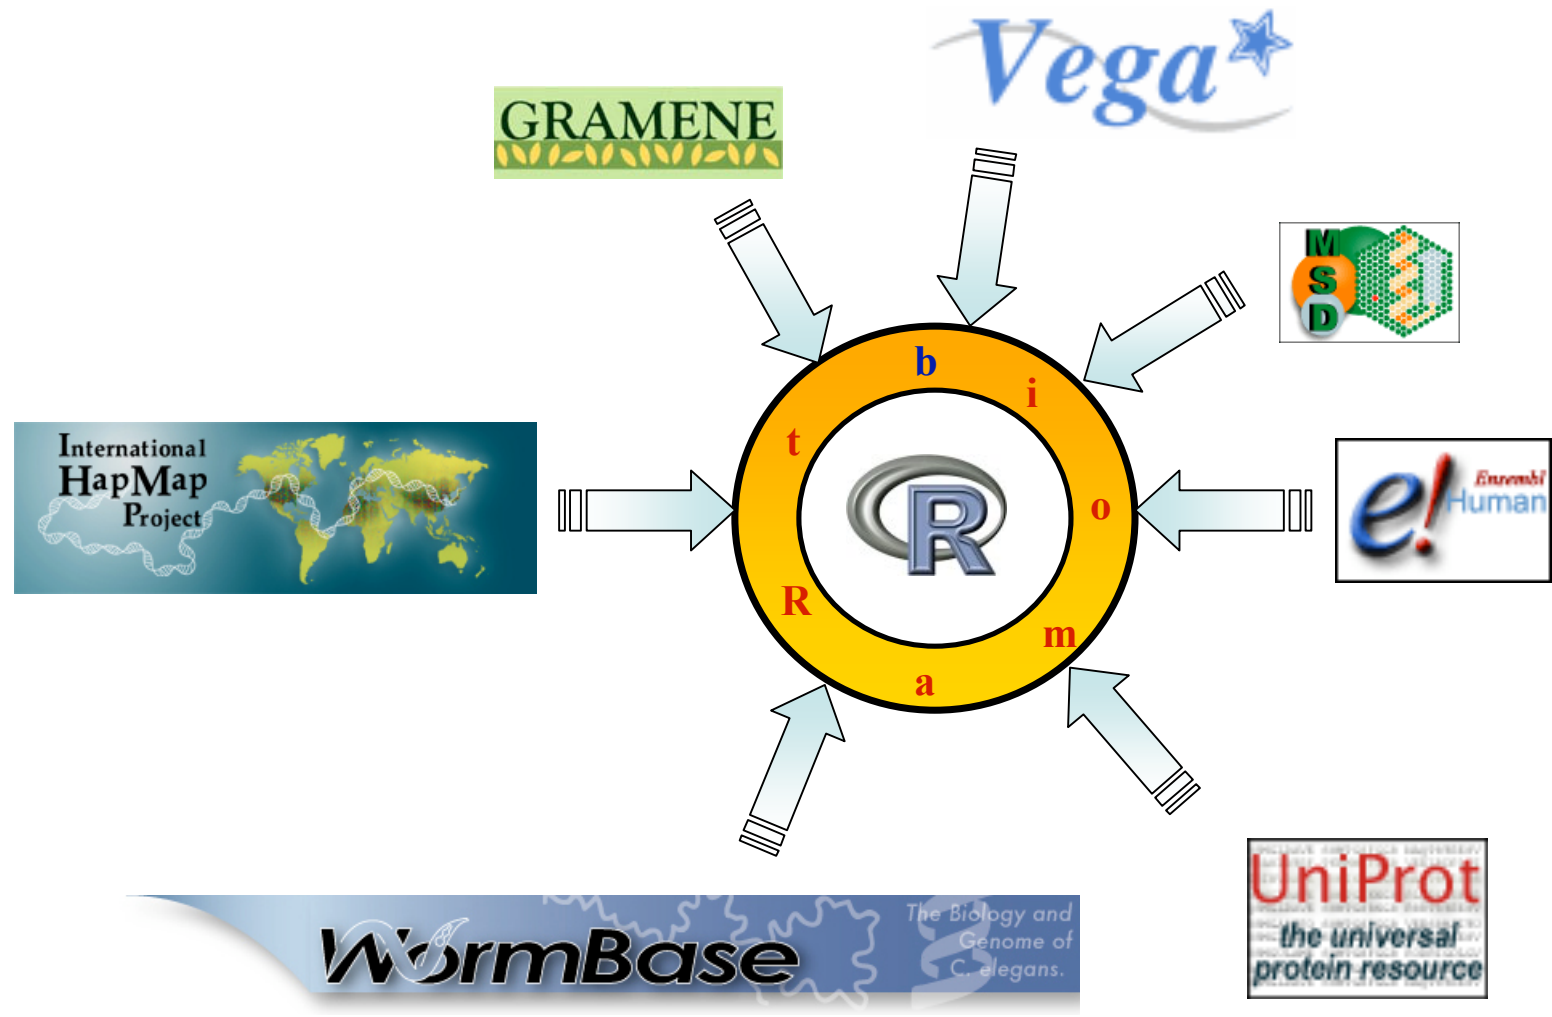 Vega
GRAMENE
M
S
D
b
i
o
m
a
R
t
R
International
HapMap
Project
Ensembl
e!
Human
UniProt
the universal
protein resource
WormBase
The Biology and
Genome of
C. elegans.